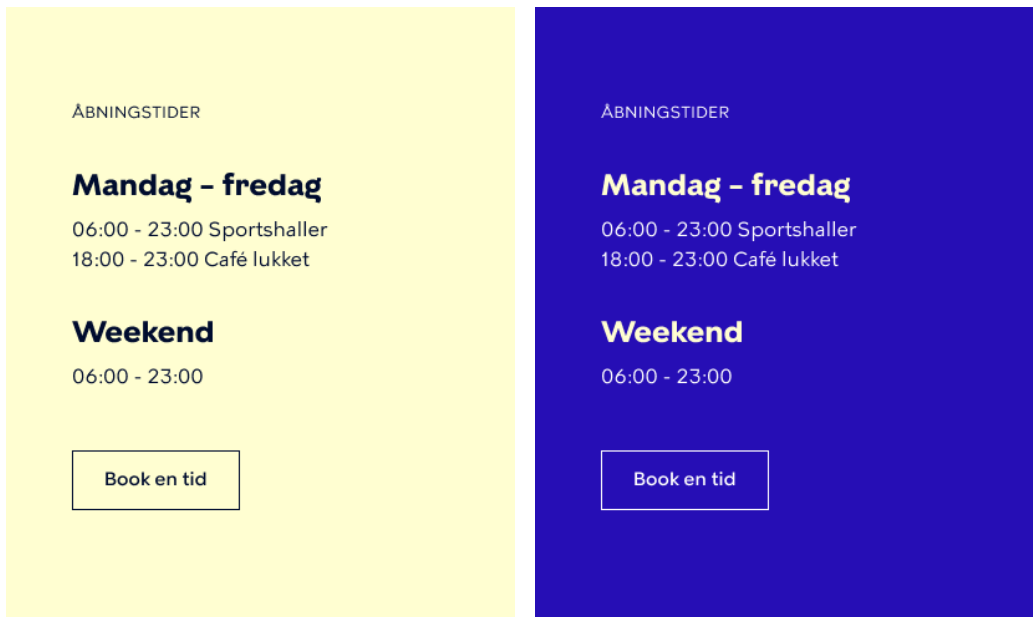 ÅBNINGSTIDER
Mandag – fredag
06:00 - 23:00 Sportshaller
18:00 - 23:00 Café lukket
Weekend
06:00 - 23:00
Book en tid
ÅBNINGSTIDER
Mandag – fredag
06:00 - 23:00 Sportshaller
18:00 - 23:00 Café lukket
Weekend
06:00 - 23:00
Book en tid